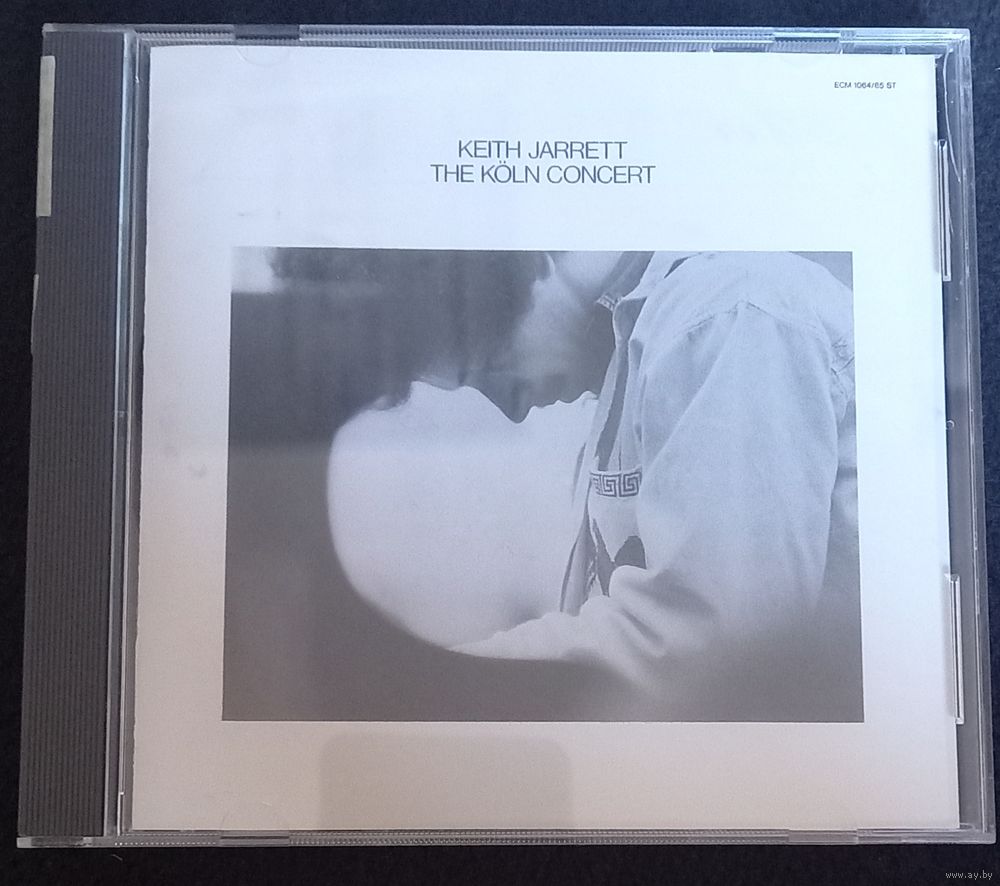 ECM 1064/65 ST
KEITH JARRETT
THE KÖLN CONCERT
www.ay.by